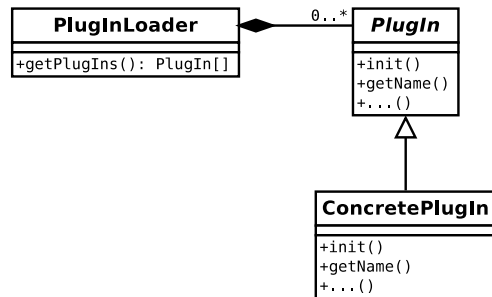 PlugInLoader
+getPlugIns(): PlugIn[]
0..*
PlugIn
+init()
+getName()
+...()
ConcretePlugIn
+init()
+getName()
+...()